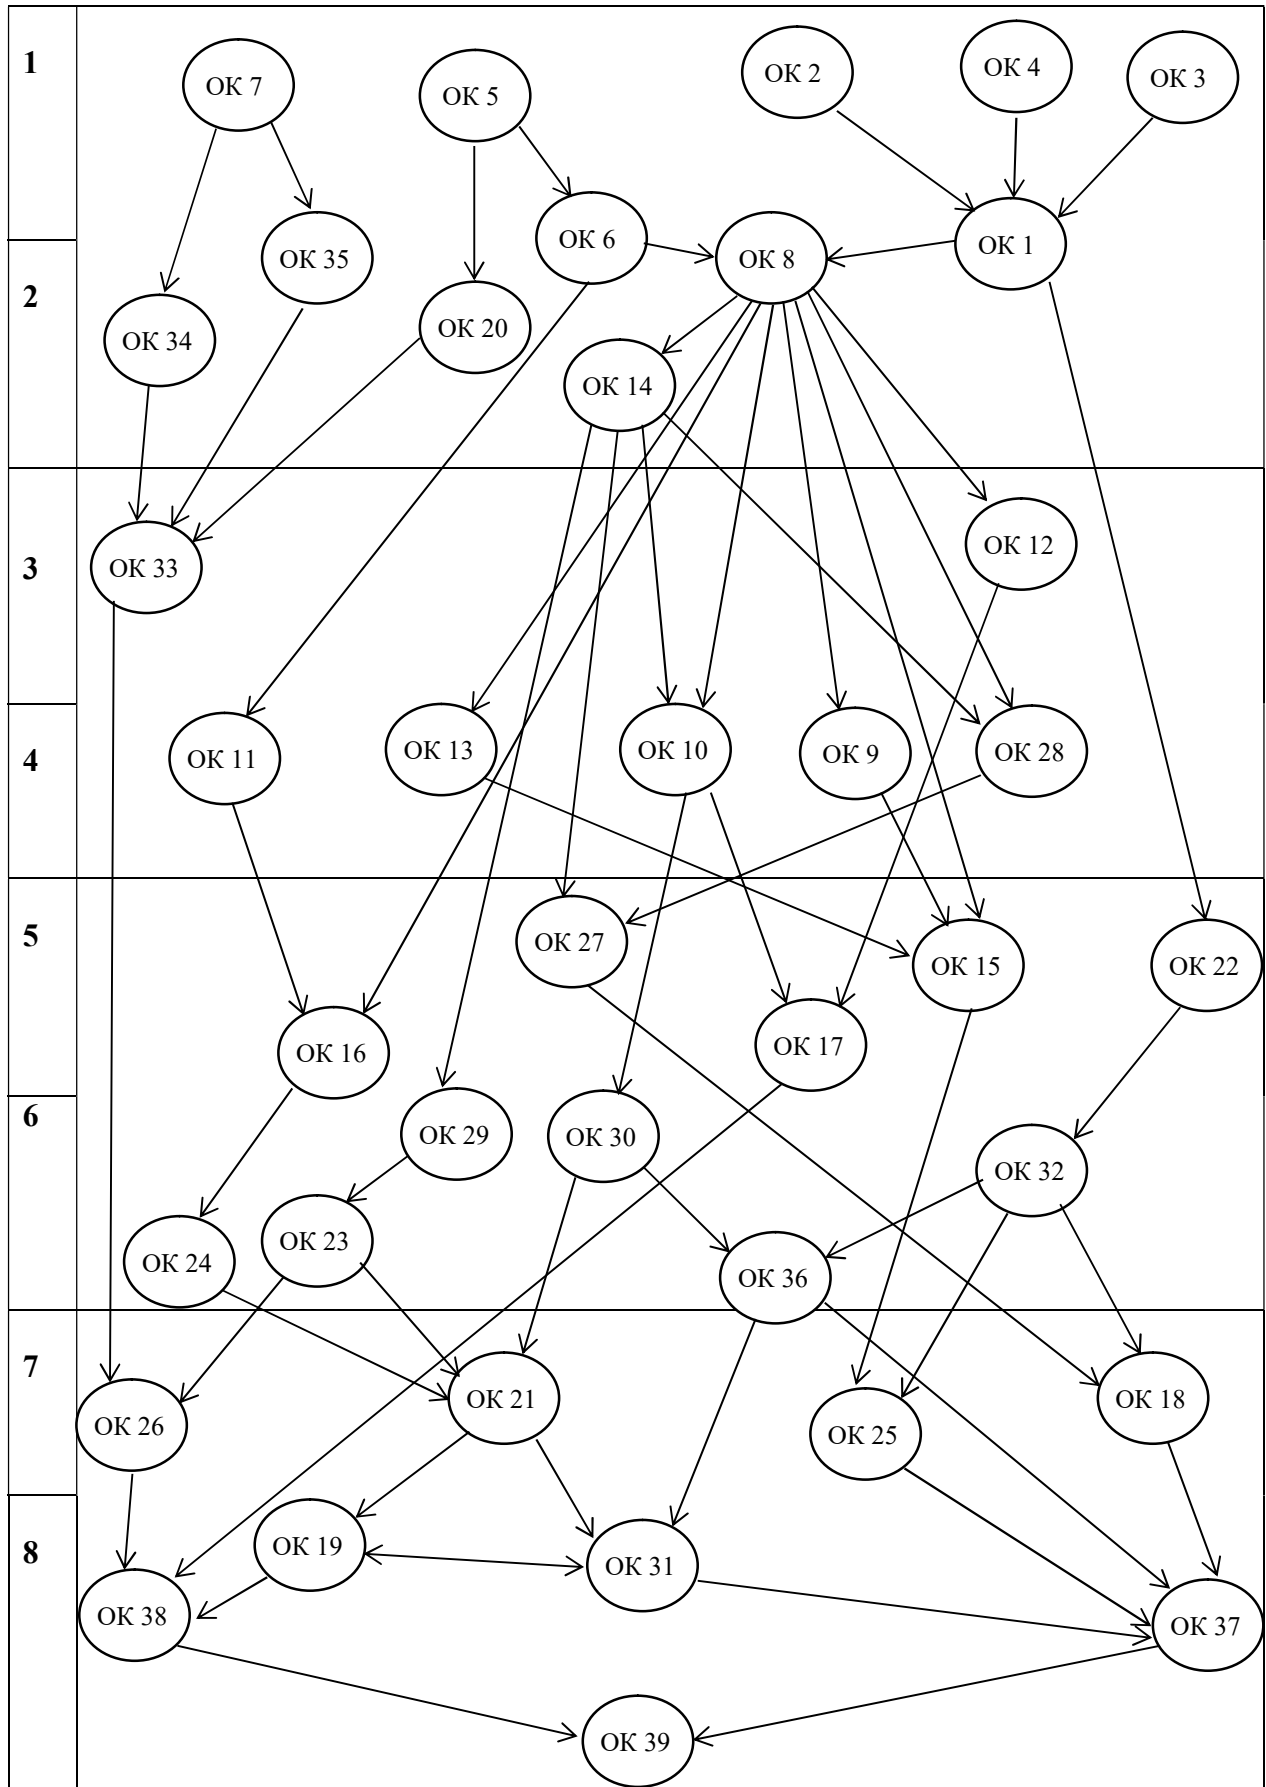 1
ОК 7
ОК 5
ОК 2
ОК 4
ОК 3
ОК 35
ОК 6
ОК 8
ОК 1
2
ОК 34
ОК 20
ОК 14
3
ОК 33
ОК 12
4
ОК 11
ОК 13
ОК 10
ОК 9
ОК 28
5
ОК 27
ОК 15
ОК 22
ОК 16
ОК 17
6
ОК 29
ОК 30
ОК 32
ОК 24
ОК 23
ОК 36
7
ОК 26
ОК 21
ОК 25
ОК 18
8
ОК 19
ОК 31
ОК 38
ОК 37
ОК 39